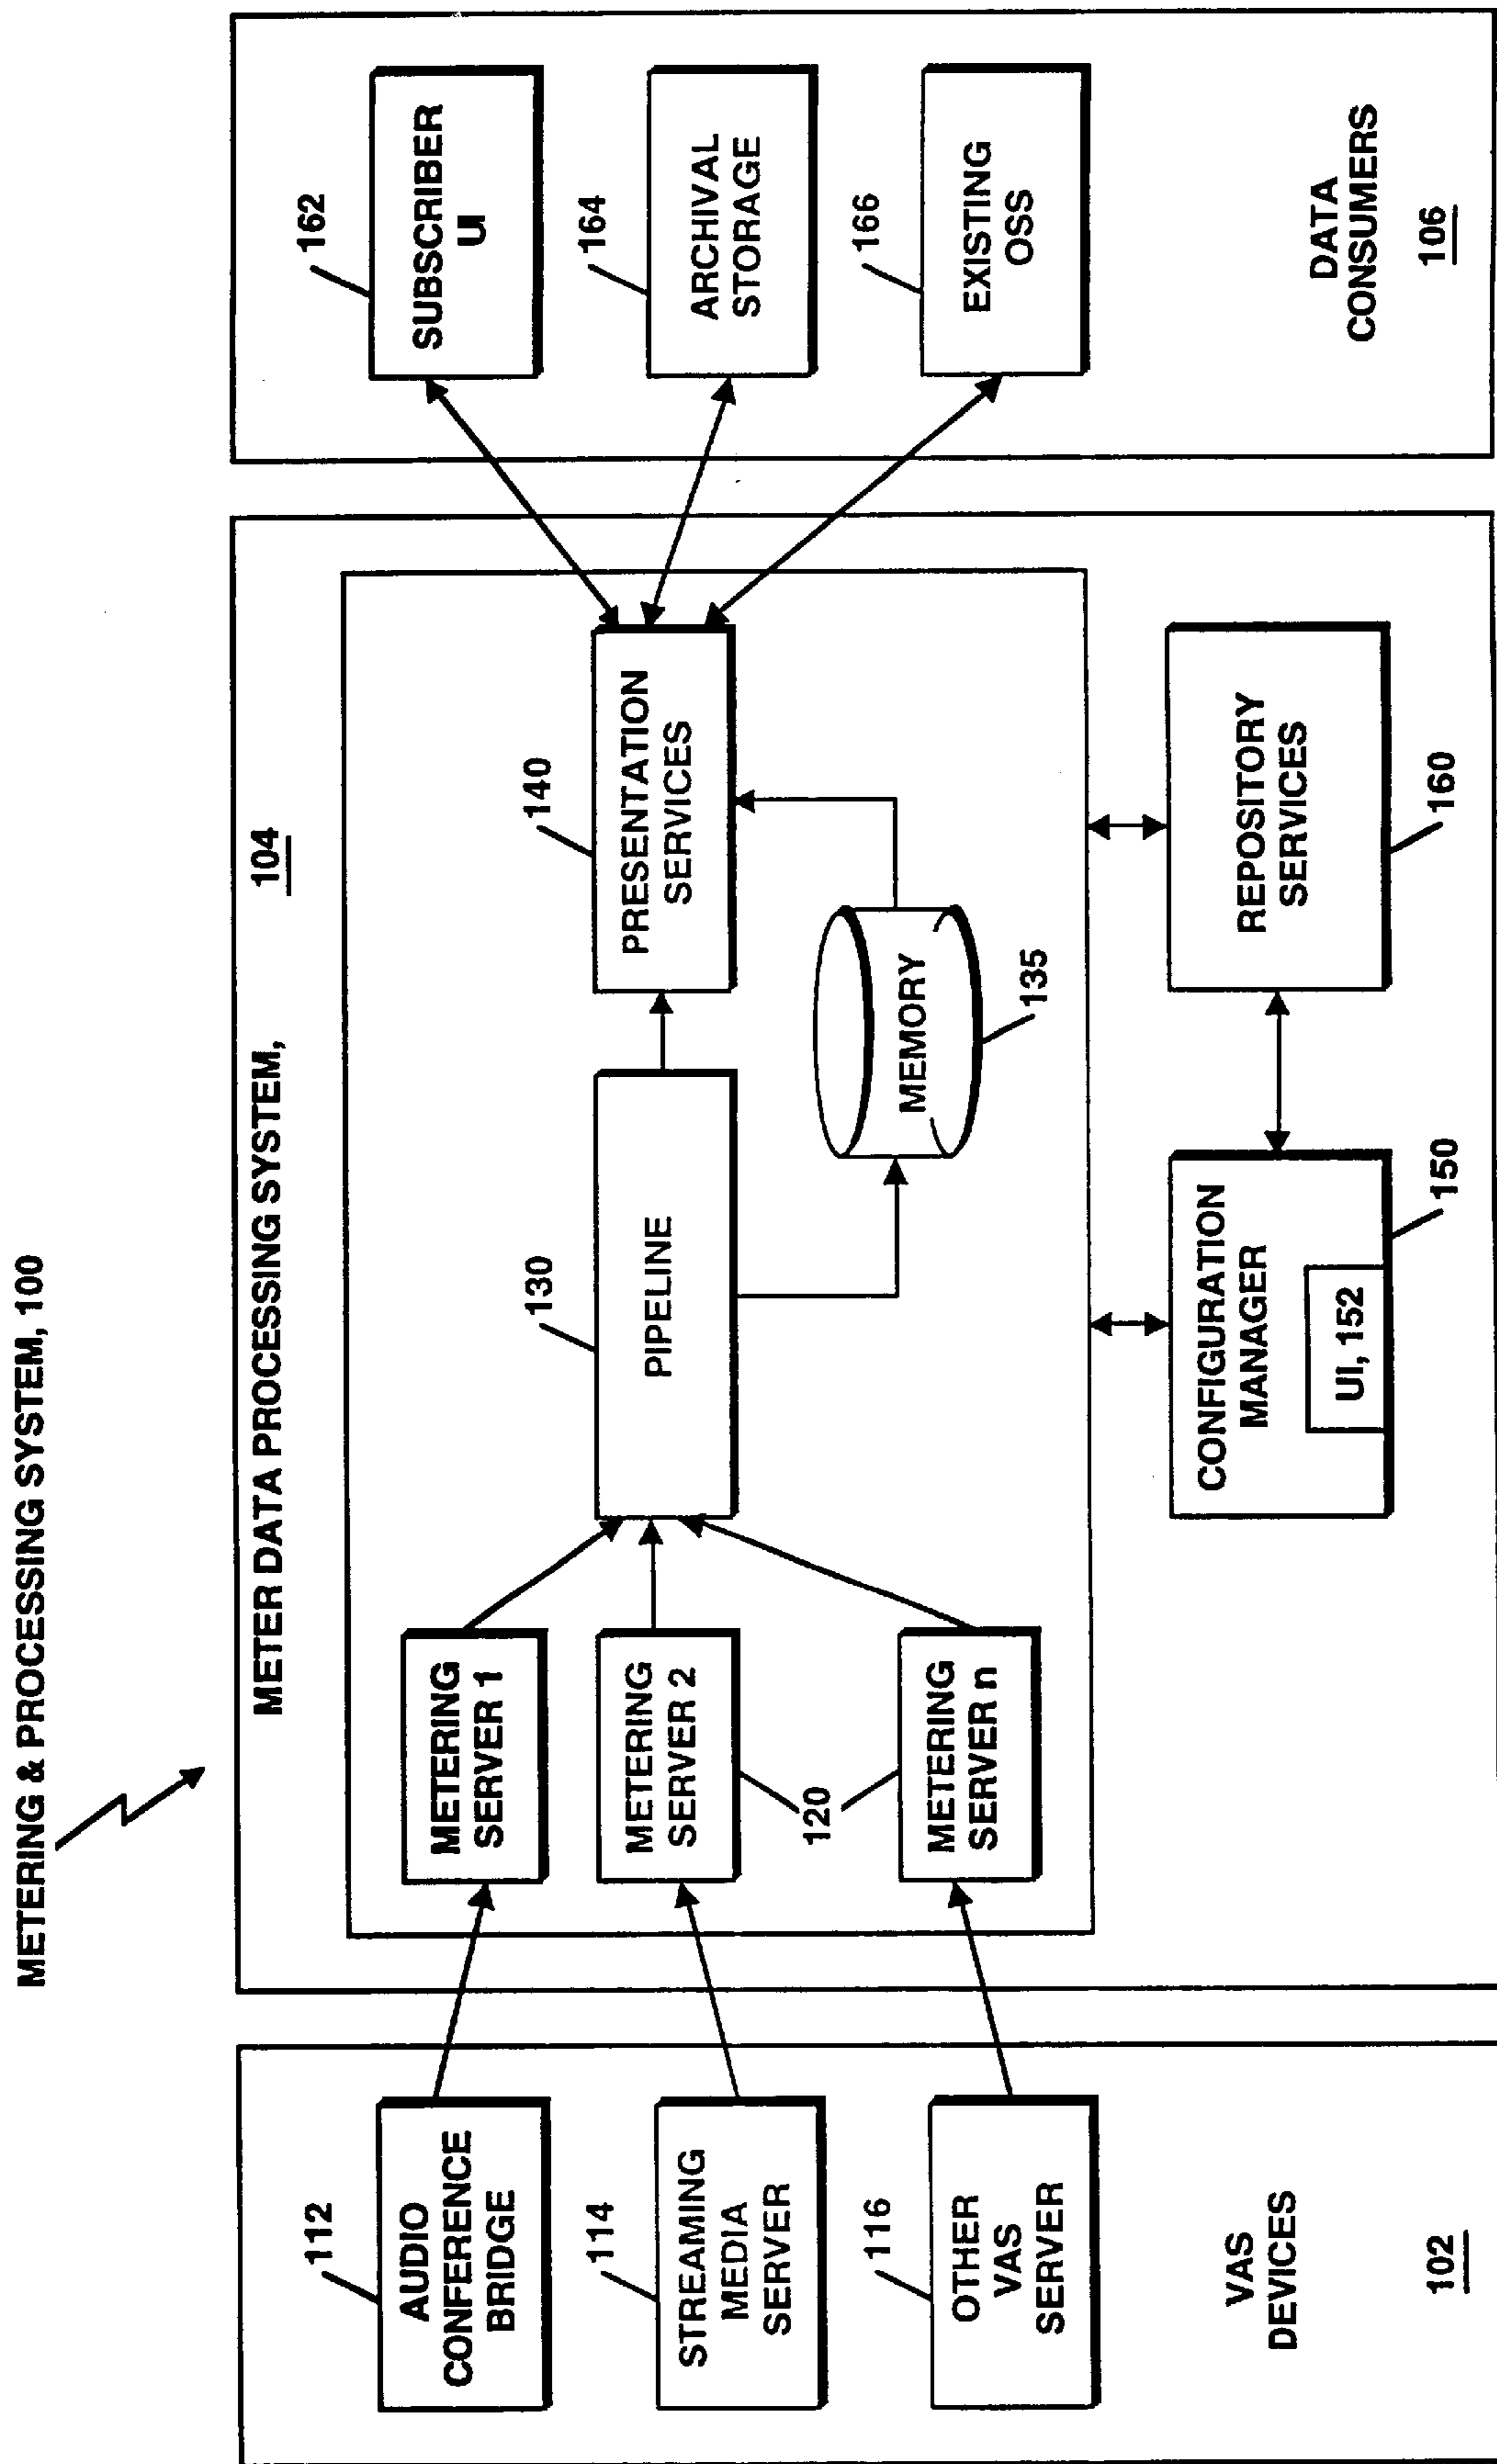 METERING & PROCESSING SYSTEM, 100
METER DATA PROCESSING SYSTEM,
104
112
AUDIO
CONFERENCE
BRIDGE
114
STREAMING
MEDIA
SERVER
116
OTHER
VAS
SERVER
VAS
DEVICES
102
METERING
SERVER 1
METERING
SERVER 2
120
METERING
SERVER n
130
PIPELINE
MEMORY
135
140
PRESENTATION
SERVICES
CONFIGURATION
MANAGER
UI, 152
150
REPOSITORY
SERVICES
160
162
SUBSCRIBER
UI
164
ARCHIVAL
STORAGE
166
EXISTING
OSS
DATA
CONSUMERS
106